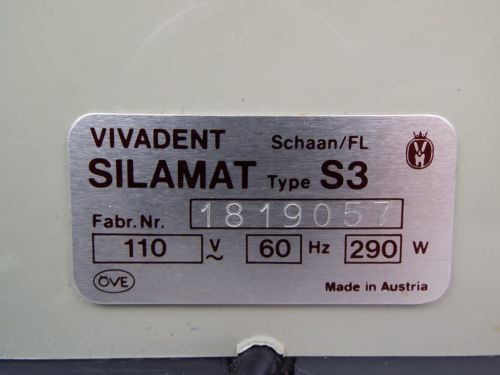 VIVADENT Schaan/FL
SILAMAT Type S3
Fabr.Nr. 1819057
110 V~ 60 Hz 290 W
ÖVE Made in Austria